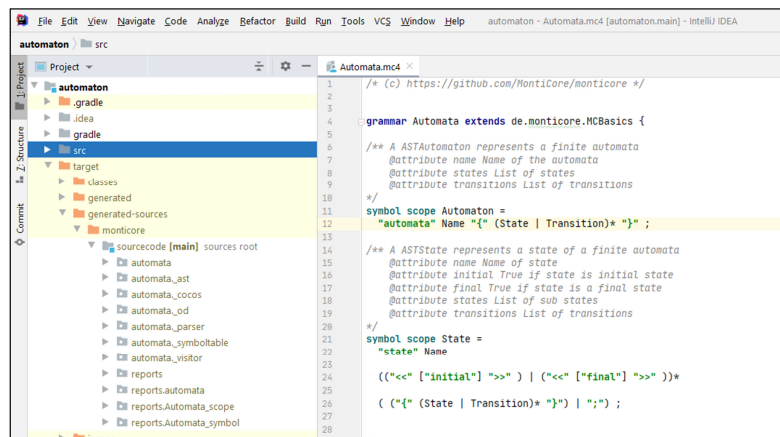 File Edit View Navigate Code Analyze Refactor Build Run Tools VCS Window Help automaton - Automata.mc4 [automaton.main] - IntelliJ IDEA
automaton src
Project
Automata.mc4
1: Project
Z: Structure
Commit
automaton
.gradle
.idea
gradle
src
target
classes
generated
generated-sources
monticore
sourcecode [main] sources root
automata
automata._ast
automata._cocos
automata._od
automata._parser
automata._symboltable
automata._visitor
reports
reports.automata
reports.Automata_scope
reports.Automata_symbol
1 /* (c) https://github.com/MontiCore/monticore */
2
3
4 grammar Automata extends de.monticore.MCBasics {
5
6 /** A ASTAutomaton represents a finite automata
7 @attribute name Name of the automata
8 @attribute states List of states
9 @attribute transitions List of transitions
10 */
11 symbol scope Automaton =
12 "automata" Name "{" (State | Transition)* "}" ;
13
14 /** A ASTState represents a state of a finite automata
15 @attribute name Name of state
16 @attribute initial True if state is initial state
17 @attribute final True if state is a final state
18 @attribute states List of sub states
19 @attribute transitions List of transitions
20 */
21 symbol scope State =
22 "state" Name
23
24 (("<<" ["initial"] ">>" ) | ("<<" ["final"] ">>" ))*
25
26 ( ("{" (State | Transition)* "}") | ";") ;
27
28